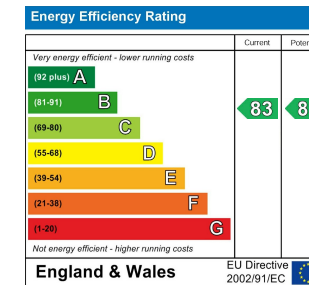 Energy Efficiency Rating
Current
Very energy efficient - lower running costs
(92 plus) A
(81-91) B
83
(69-80) C
(55-68) D
(39-54) E
(21-38) F
(1-20) G
Not energy efficient - higher running costs
England & Wales
EU Directive
2002/91/EC